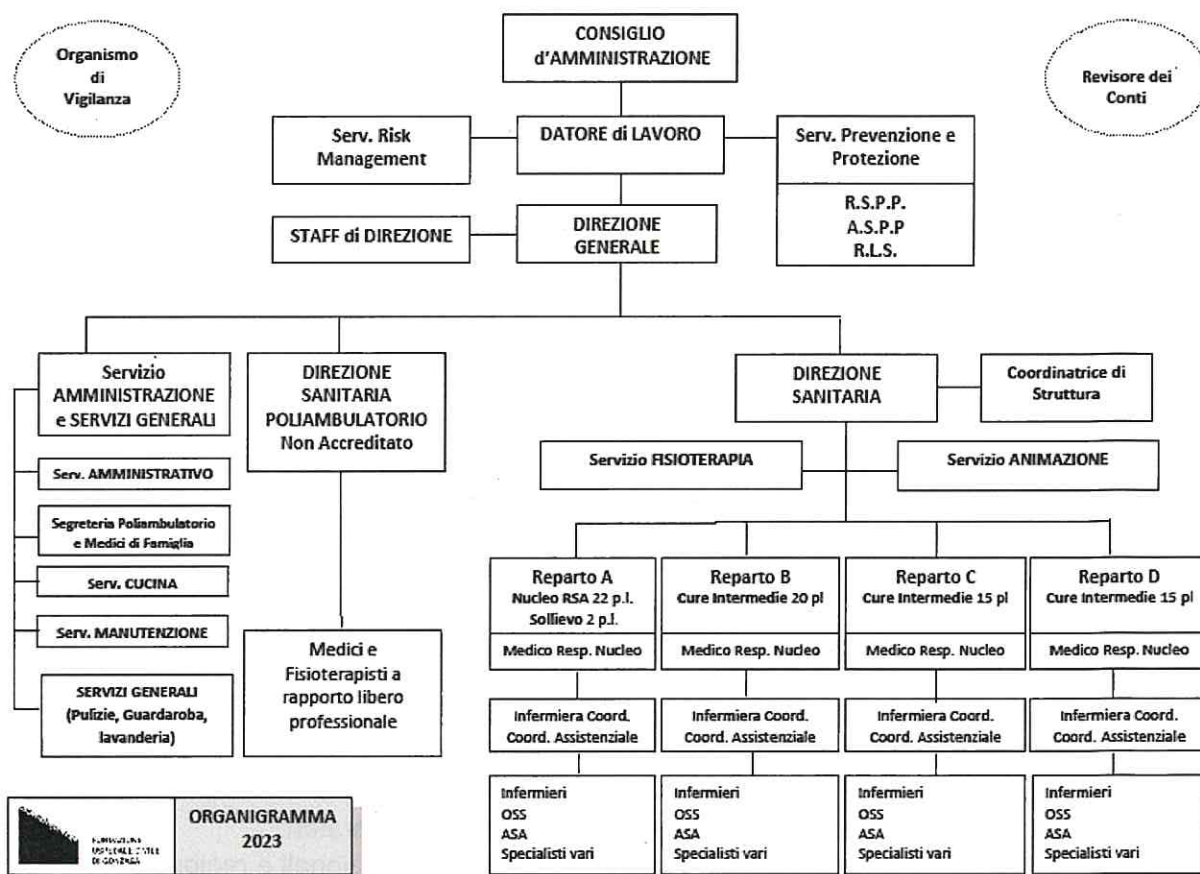 CONSIGLIO
d'AMMINISTRAZIONE
Organismo
di
Vigilanza
Revisore dei
Conti
Serv. Risk
Management
DATORE di LAVORO
Serv. Prevenzione e
Protezione
R.S.P.P.
A.S.P.P
R.L.S.
STAFF di DIREZIONE
DIREZIONE
GENERALE
Servizio
AMMINISTRAZIONE
e SERVIZI GENERALI
DIREZIONE
SANITARIA
POLIAMBULATORIO
Non Accreditato
DIREZIONE
SANITARIA
Coordinatrice di
Struttura
Servizio FISIOTERAPIA
Servizio ANIMAZIONE
Serv. AMMINISTRATIVO
Segreteria Poliambulatorio
e Medici di Famiglia
Serv. CUCINA
Serv. MANUTENZIONE
SERVIZI GENERALI
(Pulizie, Guardaroba,
lavanderia)
Medici e
Fisioterapisti a
rapporto libero
professionale
Reparto A
Nucleo RSA 22 p.l.
Sollievo 2 p.l.
Medico Resp. Nucleo
Infermiera Coord.
Coord. Assistenziale
Infermieri
OSS
ASA
Specialisti vari
Reparto B
Cure Intermedie 20 pl
Medico Resp. Nucleo
Infermiera Coord.
Coord. Assistenziale
Infermieri
OSS
ASA
Specialisti vari
Reparto C
Cure Intermedie 15 pl
Medico Resp. Nucleo
Infermiera Coord.
Coord. Assistenziale
Infermieri
OSS
ASA
Specialisti vari
Reparto D
Cure Intermedie 15 pl
Medico Resp. Nucleo
Infermiera Coord.
Coord. Assistenziale
Infermieri
OSS
ASA
Specialisti vari
FONDAZIONE
OSPEDALE CIVILE
DI GONZAGA
ORGANIGRAMMA
2023